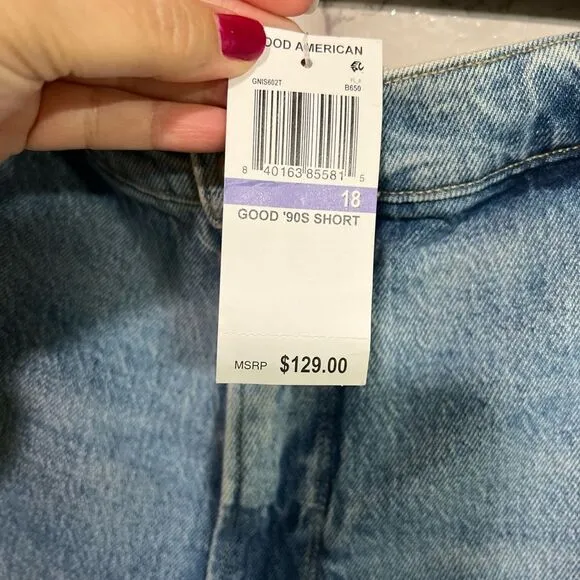 OOD AMERICAN
GNIS602T
B650
8 40163 85581 5
18
GOOD '90S SHORT
MSRP $129.00